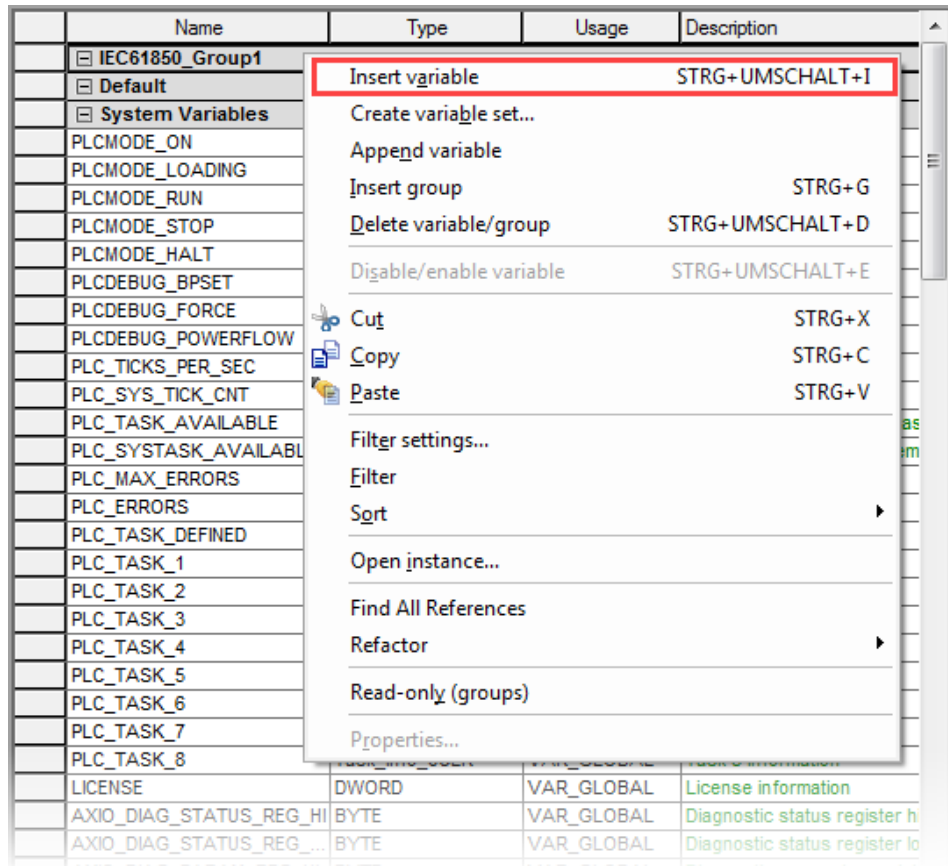 Name Type Usage Description
IEC61850_Group1
Insert variable STRG+UMSCHALT+I
Default
System Variables
Create variable set...
PLCMODE_ON
Append variable
PLCMODE_LOADING
Insert group STRG+G
PLCMODE_RUN
PLCMODE_STOP
Delete variable/group STRG+UMSCHALT+D
PLCMODE_HALT
Disable/enable variable STRG+UMSCHALT+E
PLCDEBUG_BPSET
PLCDEBUG_FORCE
Cut STRG+X
PLCDEBUG_POWERFLOW
Copy STRG+C
PLC_TICKS_PER_SEC
PLC_SYS_TICK_CNT
Paste STRG+V
PLC_TASK_AVAILABLE as
Filter settings...
PLC_SYSTASK_AVAILABL em
PLC_MAX_ERRORS
Filter
PLC_ERRORS
Sort
PLC_TASK_DEFINED
PLC_TASK_1
Open instance...
PLC_TASK_2
PLC_TASK_3
Find All References
PLC_TASK_4
Refactor
PLC_TASK_5
PLC_TASK_6
Read-only (groups)
PLC_TASK_7
Properties...
PLC_TASK_8
LICENSE DWORD VAR_GLOBAL License information
AXIO_DIAG_STATUS_REG_HI BYTE VAR_GLOBAL Diagnostic status register h
AXIO_DIAG_STATUS_REG_... BYTE VAR_GLOBAL Diagnostic status register lo